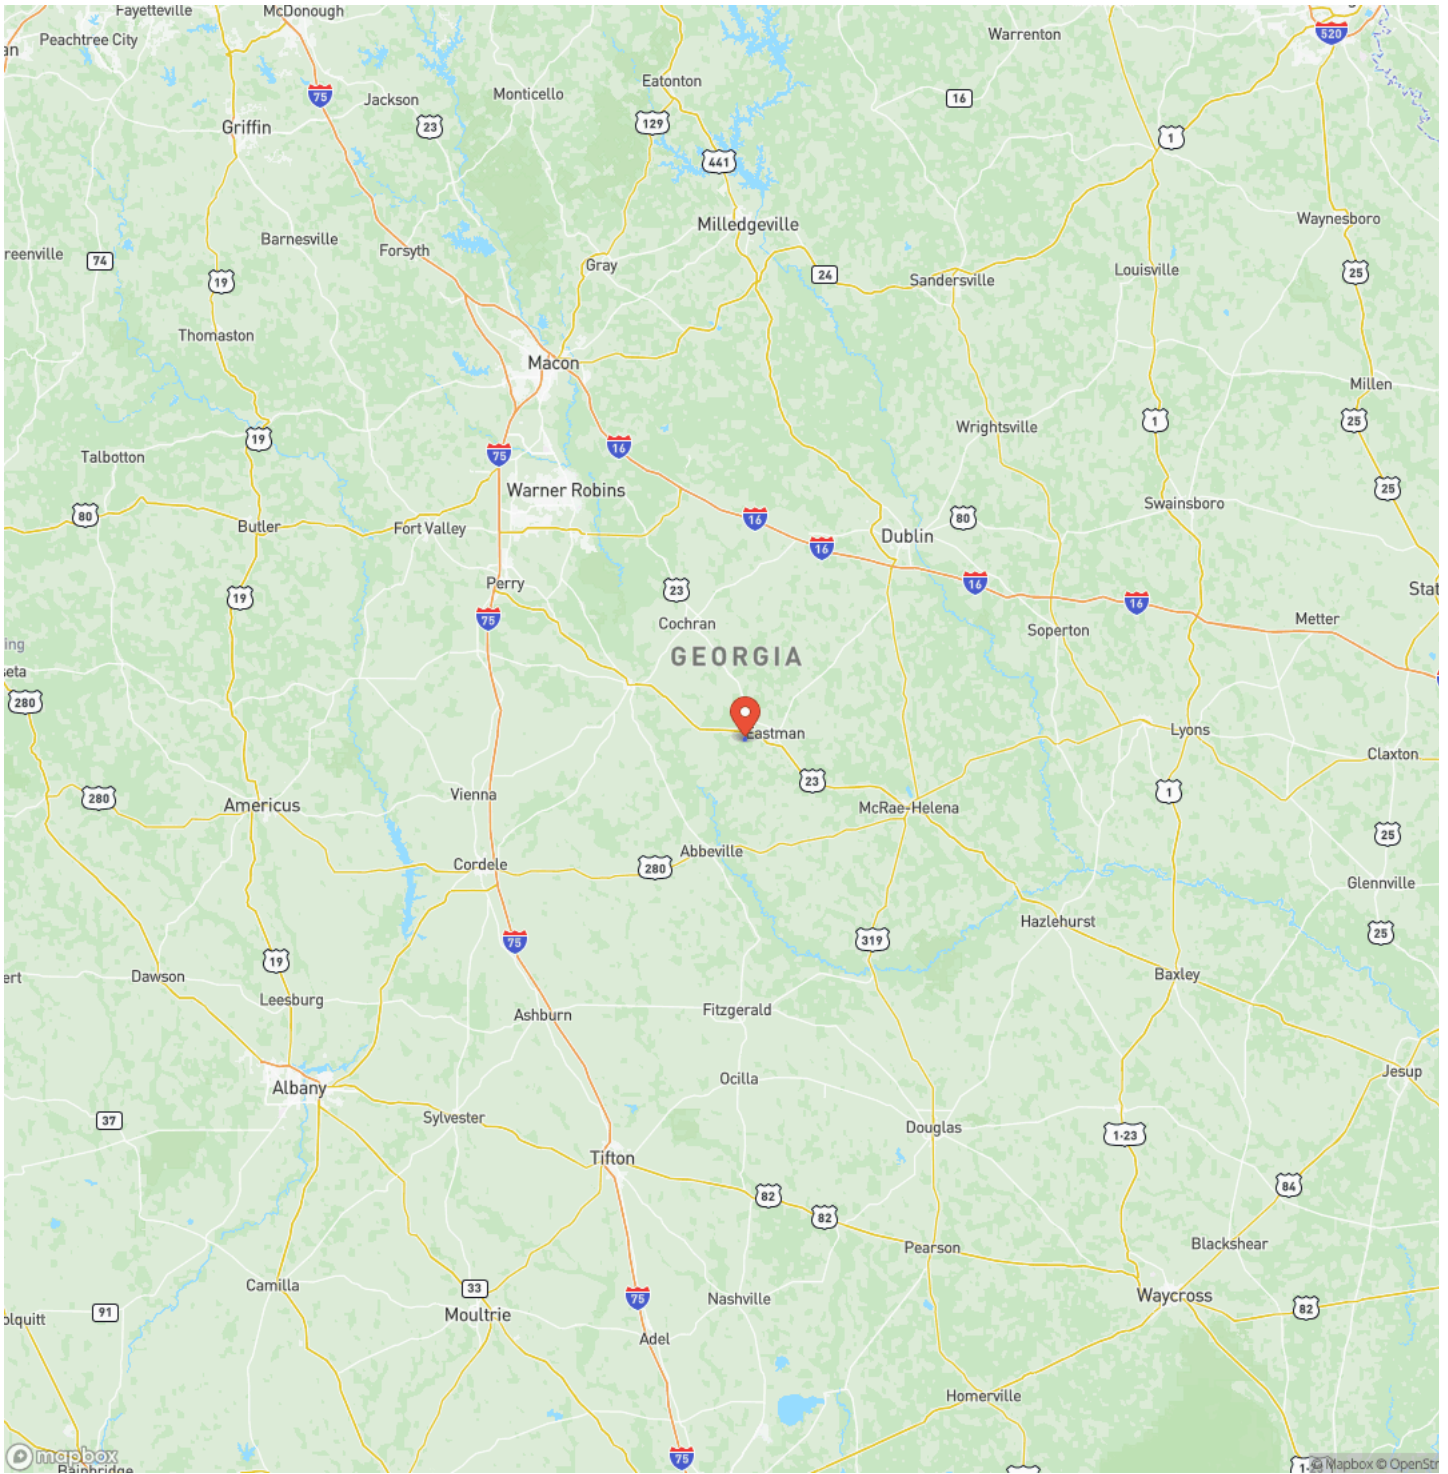 Fayetteville
McDonough
Peachtree City
Warrenton
520
an
75
Jackson
23
Monticello
Eatonton
16
129
Griffin
1
441
Milledgeville
Waynesboro
Barnesville
Forsyth
reenville
74
Gray
24
Sandersville
Louisville
25
19
Thomaston
Macon
Millen
Wrightsville
1
25
19
16
75
Talbotton
Warner Robins
25
Swainsboro
80
Butler
Fort Valley
16
80
Dublin
16
Perry
16
Stat
19
23
16
75
Cochran
Soperton
Metter
ing
GEORGIA
seta
280
Eastman
Lyons
Claxton
23
280
Vienna
1
Americus
McRae-Helena
25
Abbeville
Cordele
280
Glennville
Hazlehurst
75
319
25
19
ert
Dawson
Baxley
Leesburg
Ashburn
Fitzgerald
Jesup
Ocilla
Albany
37
Sylvester
Douglas
1-23
Tifton
84
82
82
Pearson
Blackshear
Camilla
33
75
Nashville
Waycross
82
91
olquitt
Moultrie
Adel
Homerville
75
mapbox
Bainbridge
© Mapbox © OpenStr